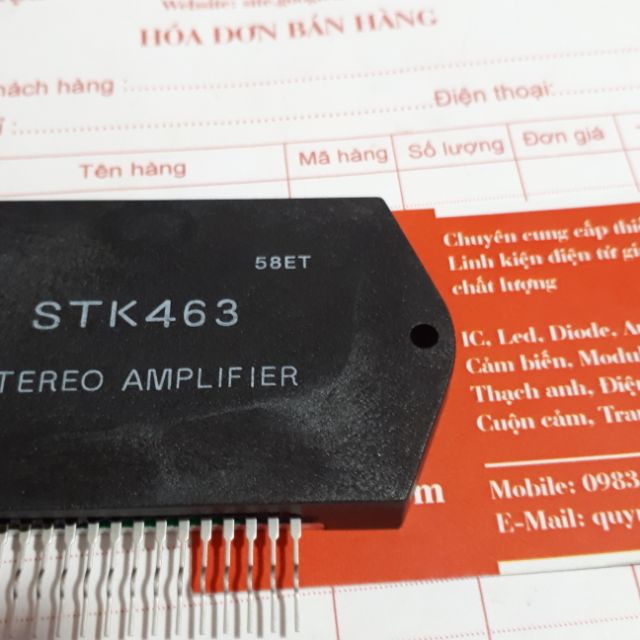 HÓA ĐƠN BÁN HÀNG
hách hàng :
Điện thoại:
Tên hàng
Mã hàng
Số lượng
Đơn giá
58ET
STK463
TEREO AMPLIFIER
Chuyên cung cấp thi
Linh kiện điện tử gi
chất lượng
IC, Led, Diode, A
Cảm biến, Modul
Thạch anh, Điệ
Cuộn cảm, Tran
m
Mobile: 0983
E-Mail: quy